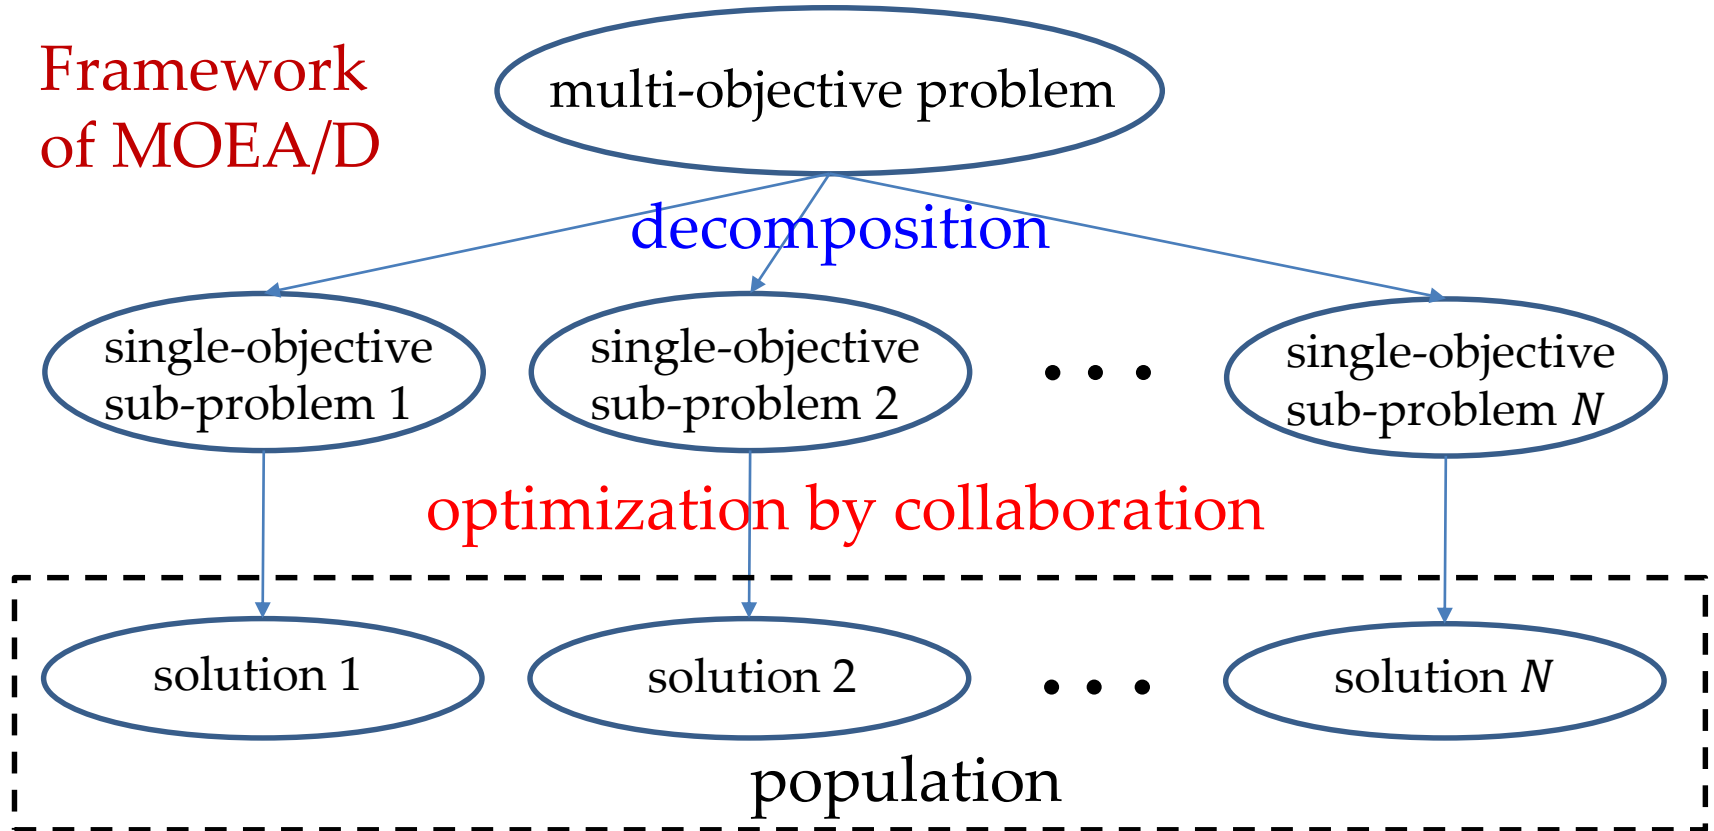 Framework
of MOEA/D
multi-objective problem
decomposition
single-objective
sub-problem 1
single-objective
sub-problem 2
• • •
single-objective
sub-problem N
optimization by collaboration
solution 1
solution 2
• • •
solution N
population